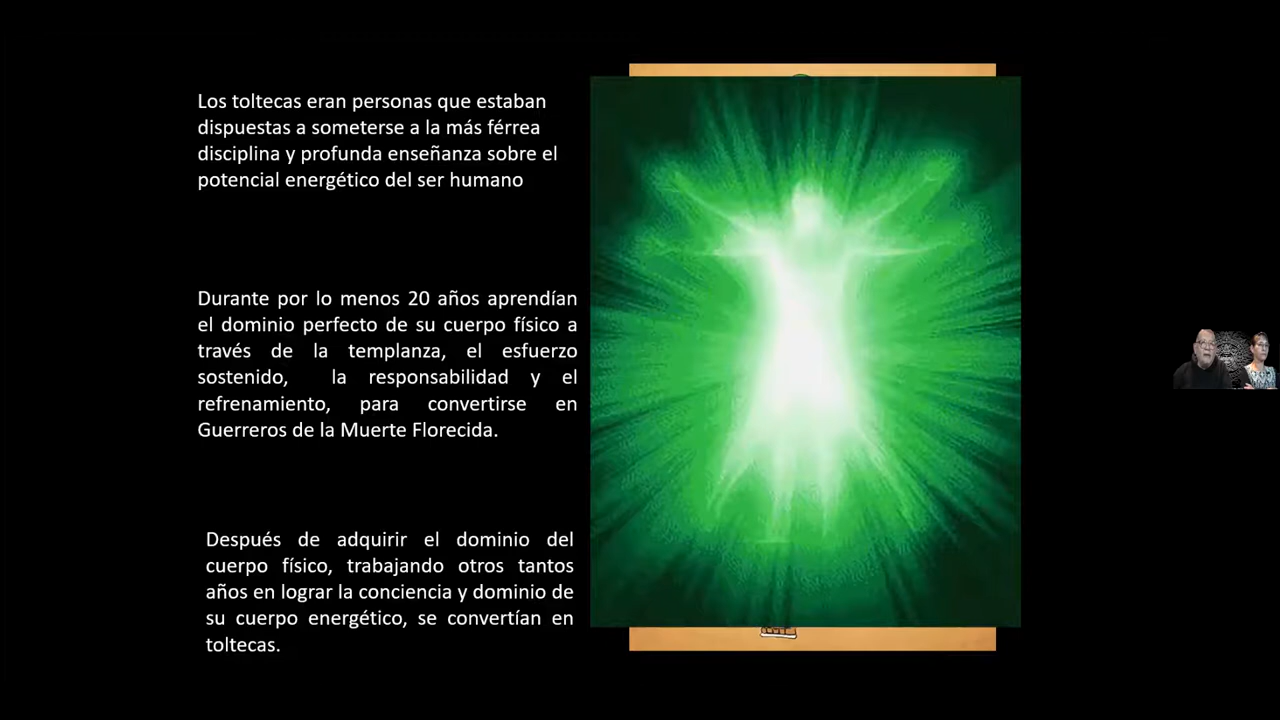 Los toltecas eran personas que estaban
dispuestas a someterse a la más férrea
disciplina y profunda enseñanza sobre el
potencial energético del ser humano
Durante por lo menos 20 años aprendían
el dominio perfecto de su cuerpo físico a
través de la templanza, el esfuerzo
sostenido, la responsabilidad y el
refrenamiento, para convertirse en
Guerreros de la Muerte Florecida.
Después de adquirir el dominio del
cuerpo físico, trabajando otros tantos
años en lograr la conciencia y dominio de
su cuerpo energético, se convertían en
toltecas.